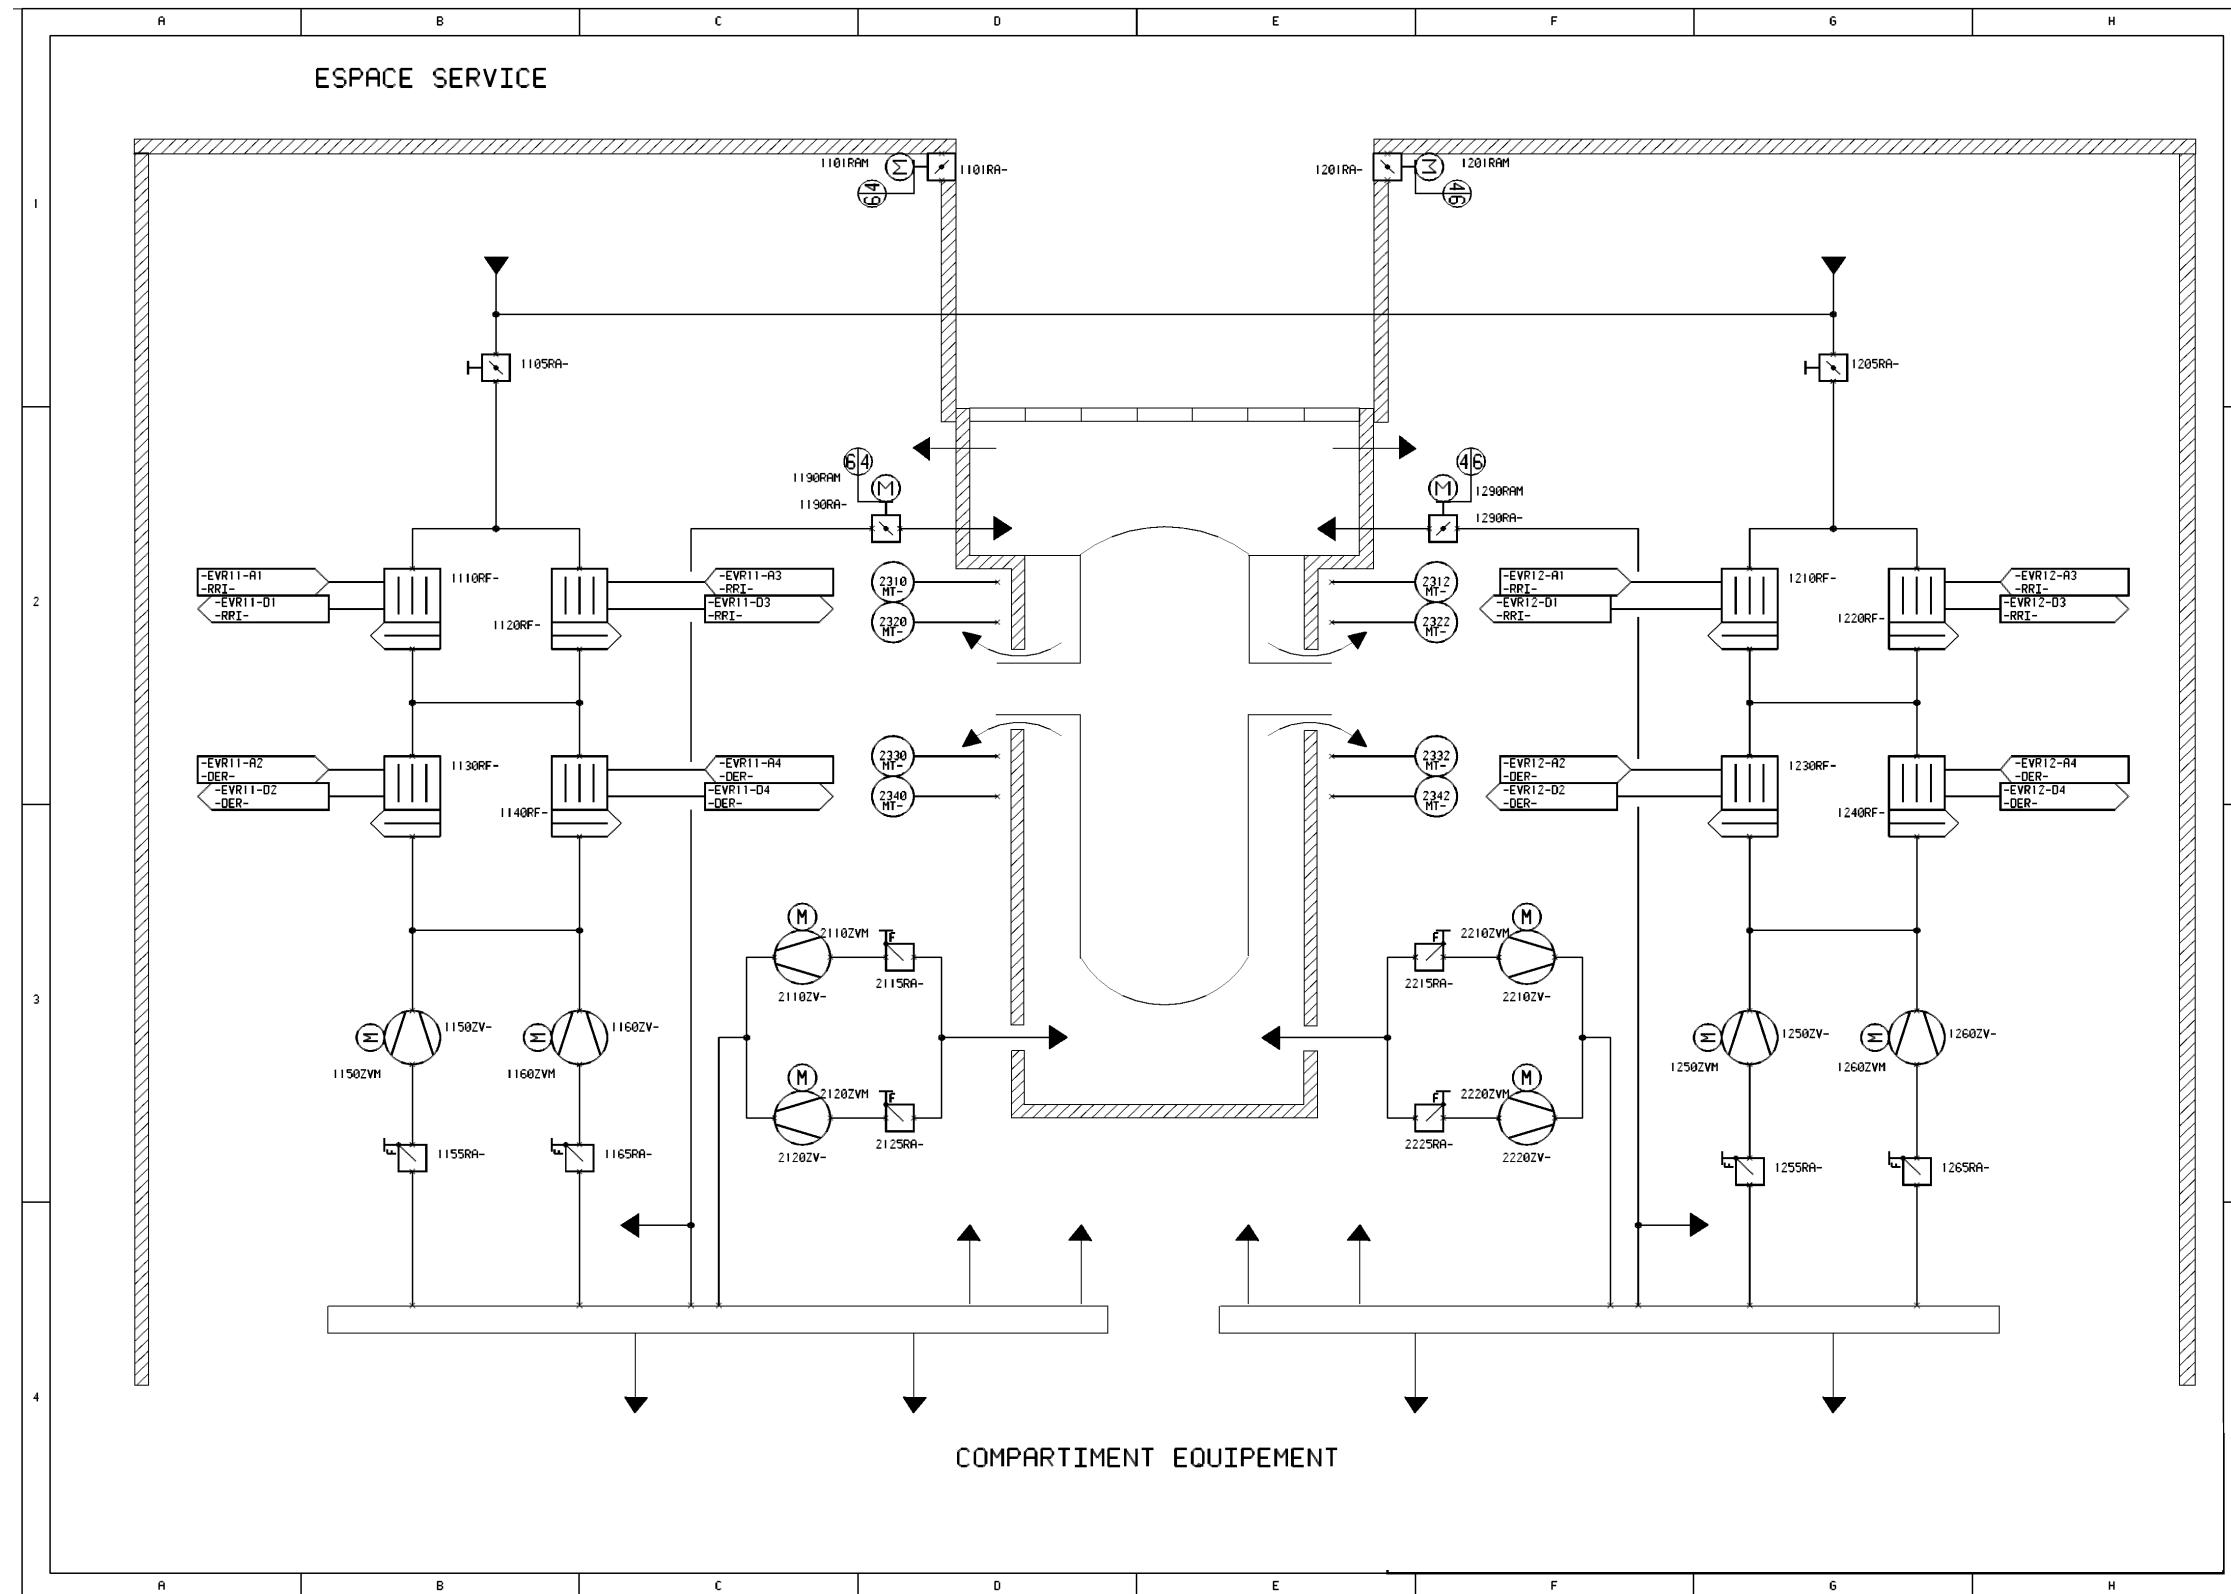 A B C D E F G H
ESPACE SERVICE
1101RAM M 1101RA-
64
1201RA- M 1201RAM
46
1
1105RA-
1205RA-
64
1190RAM M
1190RA-
46
M 1290RAM
1290RA-
-EVR11-A1
-RRI-
-EVR11-D1
-RRI-
1110RF-
1120RF-
-EVR11-A3
-RRI-
-EVR11-D3
-RRI-
2310
MT-
2320
MT-
2312
MT-
2322
MT-
-EVR12-A1
-RRI-
-EVR12-D1
-RRI-
1210RF-
1220RF-
-EVR12-A3
-RRI-
-EVR12-D3
-RRI-
2
-EVR11-A2
-DER-
-EVR11-D2
-DER-
1130RF-
1140RF-
-EVR11-A4
-DER-
-EVR11-D4
-DER-
2330
MT-
2340
MT-
2332
MT-
2342
MT-
-EVR12-A2
-DER-
-EVR12-D2
-DER-
1230RF-
1240RF-
-EVR12-A4
-DER-
-EVR12-D4
-DER-
M 2110ZVM F
2110ZV- 2115RA-
F 2210ZVM M
2215RA- 2210ZV-
3
M 1150ZV-
1150ZVM
M 1160ZV-
1160ZVM
M 1250ZV-
1250ZVM
M 1260ZV-
1260ZVM
M 2120ZVM F
2120ZV- 2125RA-
F 2220ZVM M
2225RA- 2220ZV-
F 1155RA-
F 1165RA-
F 1255RA-
F 1265RA-
4
COMPARTIMENT EQUIPEMENT
A B C D E F G H